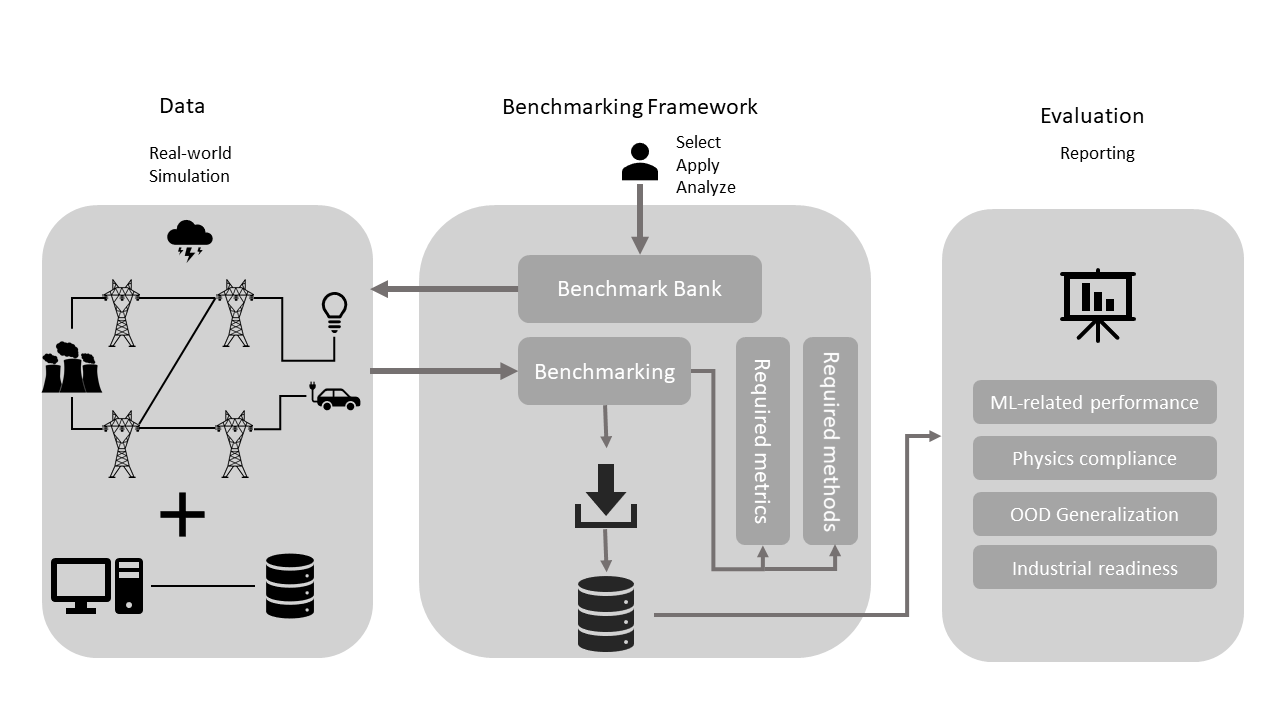 Data
Real-world
Simulation
Benchmarking Framework
Select
Apply
Analyze
Benchmark Bank
Benchmarking
Required metrics
Required methods
Evaluation
Reporting
ML-related performance
Physics compliance
OOD Generalization
Industrial readiness